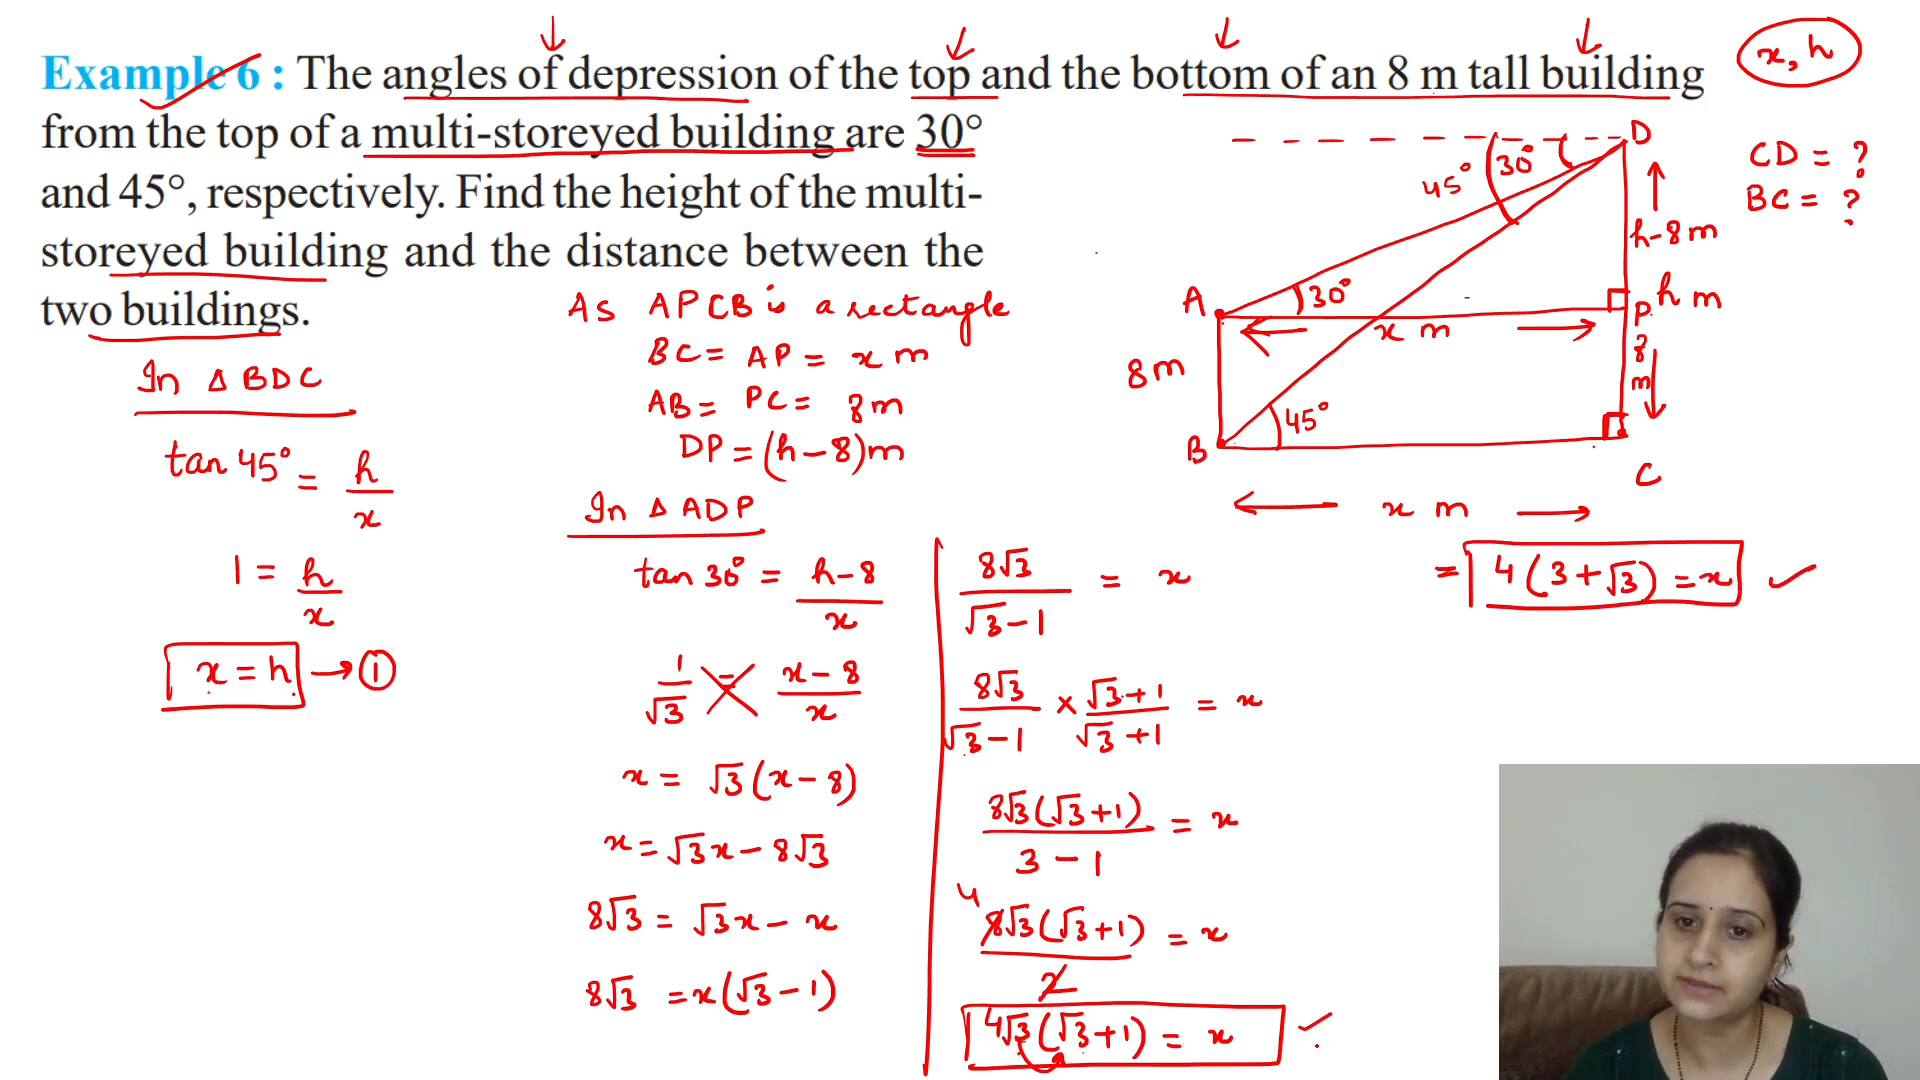 Example 6 : The angles of depression of the top and the bottom of an 8 m tall building
from the top of a multi-storeyed building are 30°
and 45°, respectively. Find the height of the multi-
storeyed building and the distance between the
two buildings.
x, h
CD = ?
BC = ?
D
45° 30°
h-8 m
A 30° P h m
x m
8 m
8 m
B 45°
C
x m
In Δ BDC
tan 45° = h/x
1 = h/x
x = h → ①
As APCB is a rectangle
BC = AP = x m
AB = PC = 8 m
DP = (h-8) m
In Δ ADP
tan 30° = h-8/x
1/√3 = x-8/x
x = √3(x-8)
x = √3x - 8√3
8√3 = √3x - x
8√3 = x(√3-1)
8√3/√3-1 = x
8√3/√3-1 × √3+1/√3+1 = x
8√3(√3+1)/3-1 = x
4
8√3(√3+1)/2 = x
4√3(√3+1) = x
= 4(3+√3) = x